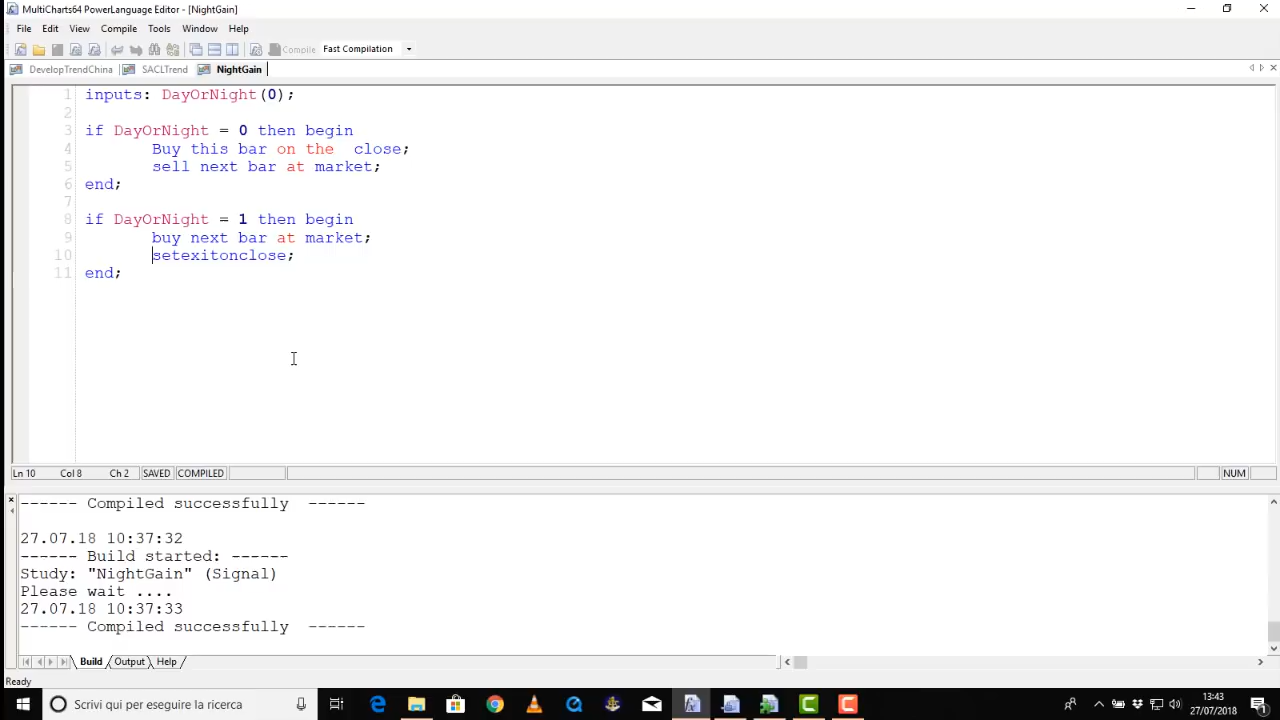 MultiCharts64 PowerLanguage Editor - [NightGain]
File Edit View Compile Tools Window Help
Compile Fast Compilation
DevelopTrendChina SACLTrend NightGain
1 inputs: DayOrNight(0);
2
3 if DayOrNight = 0 then begin
4 Buy this bar on the close;
5 sell next bar at market;
6 end;
7
8 if DayOrNight = 1 then begin
9 buy next bar at market;
10 setexitonclose;
11 end;
Ln 10 Col 8 Ch 2 SAVED COMPILED NUM
------ Compiled successfully ------
27.07.18 10:37:32
------ Build started: ------
Study: "NightGain" (Signal)
Please wait ....
27.07.18 10:37:33
------ Compiled successfully ------
Build Output Help
Ready
Scrivi qui per eseguire la ricerca
13:43
27/07/2018
1